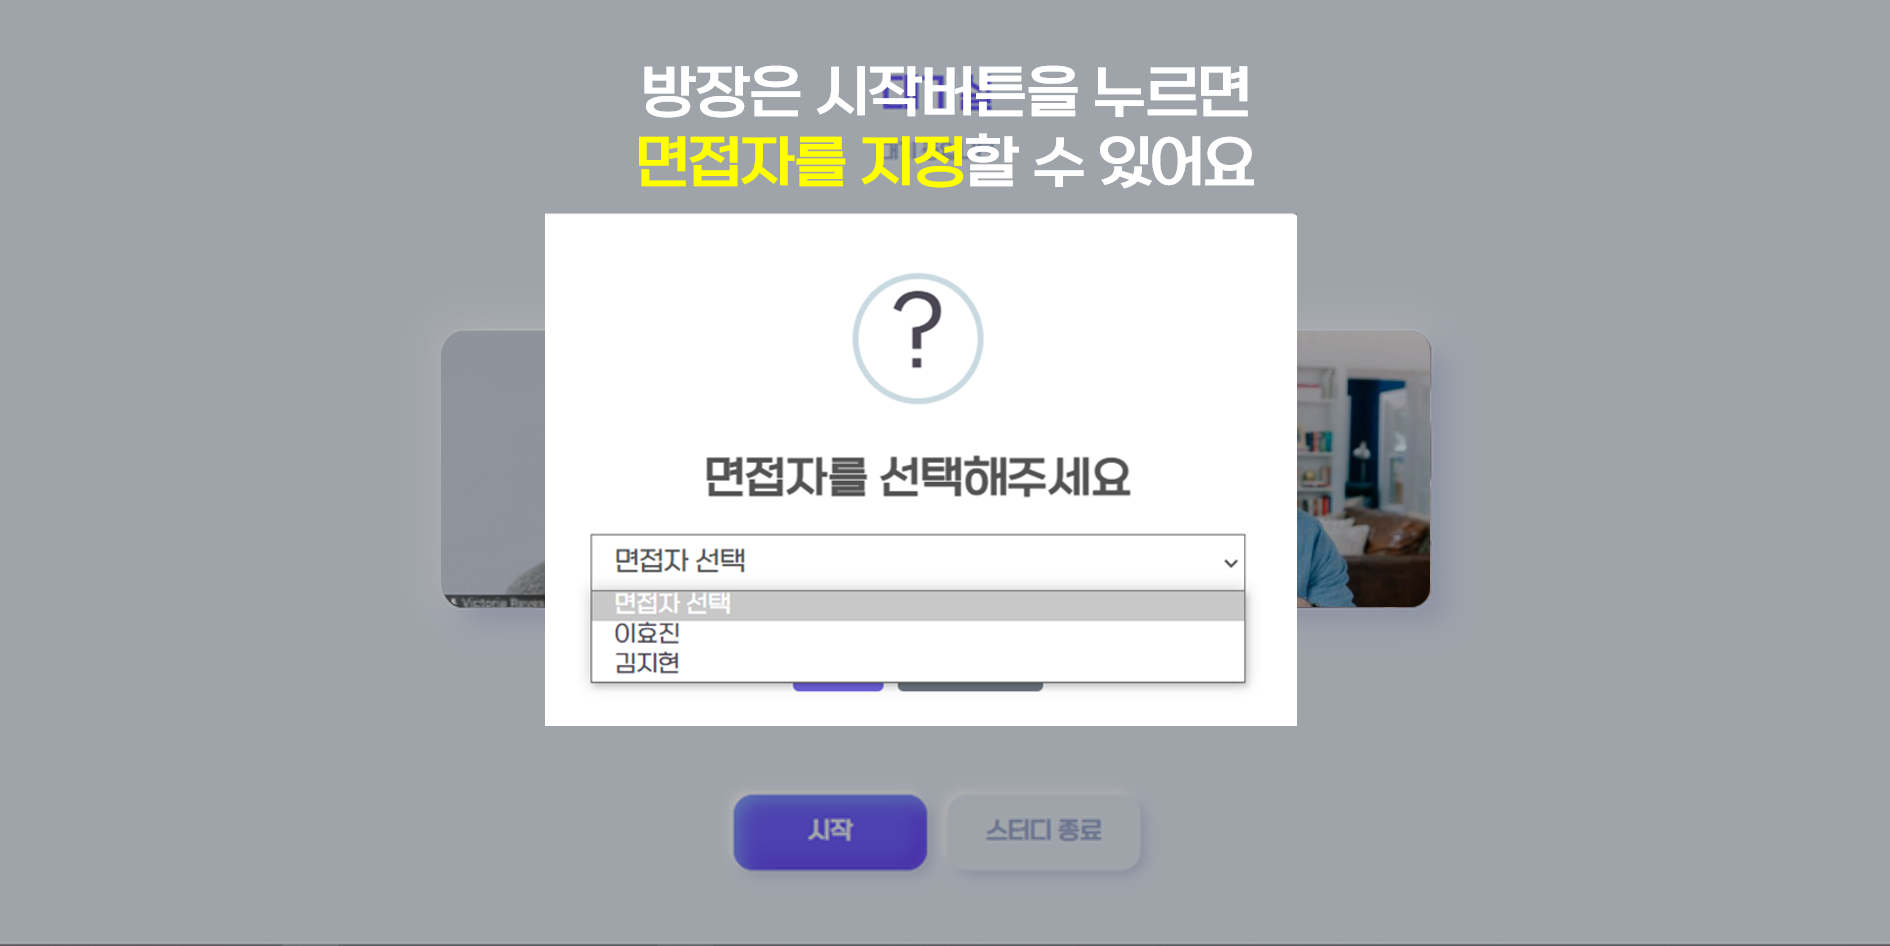 방장은 시작버튼을 누르면
면접자를 지정할 수 있어요
?
면접자를 선택해주세요
면접자 선택
면접자 선택
이효진
김지현
Victoria
시작
스터디 종료